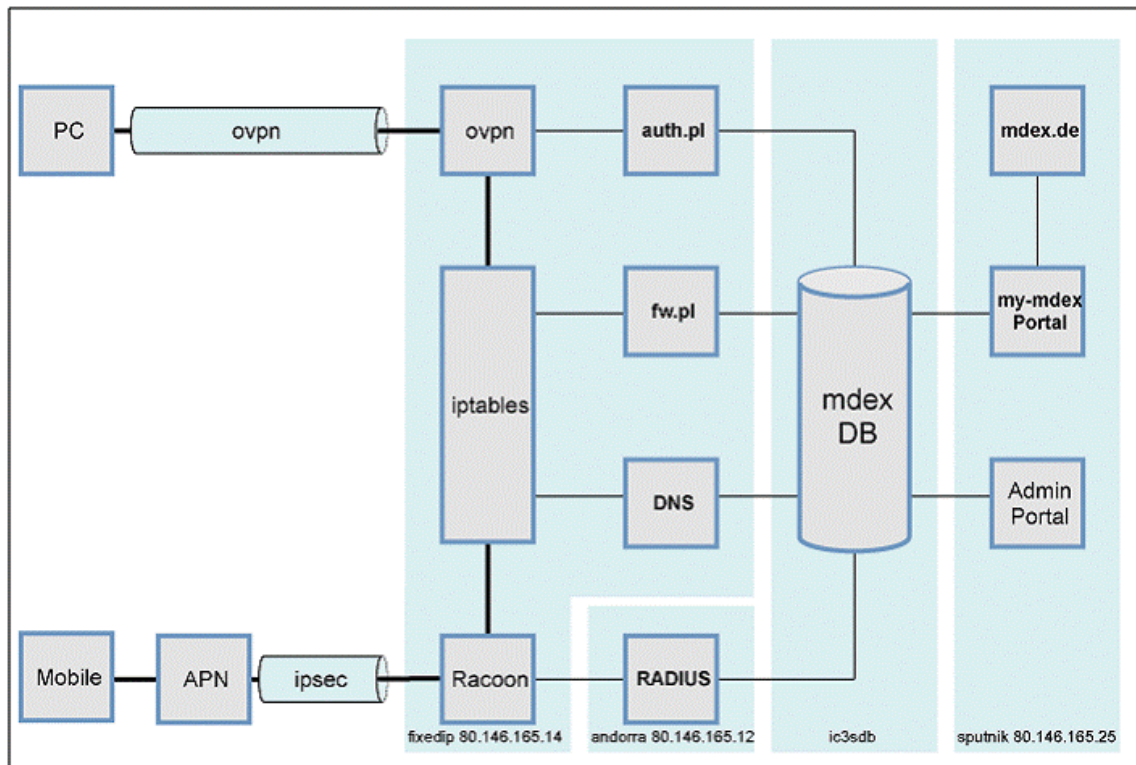 PC
ovpn
ovpn
auth.pl
mdex.de
iptables
fw.pl
mdex
DB
my-mdex
Portal
DNS
Admin
Portal
Mobile
APN
ipsec
Racoon
RADIUS
fixedip 80.146.165.14
andorra 80.146.165.12
ic3sdb
sputnik 80.146.165.25